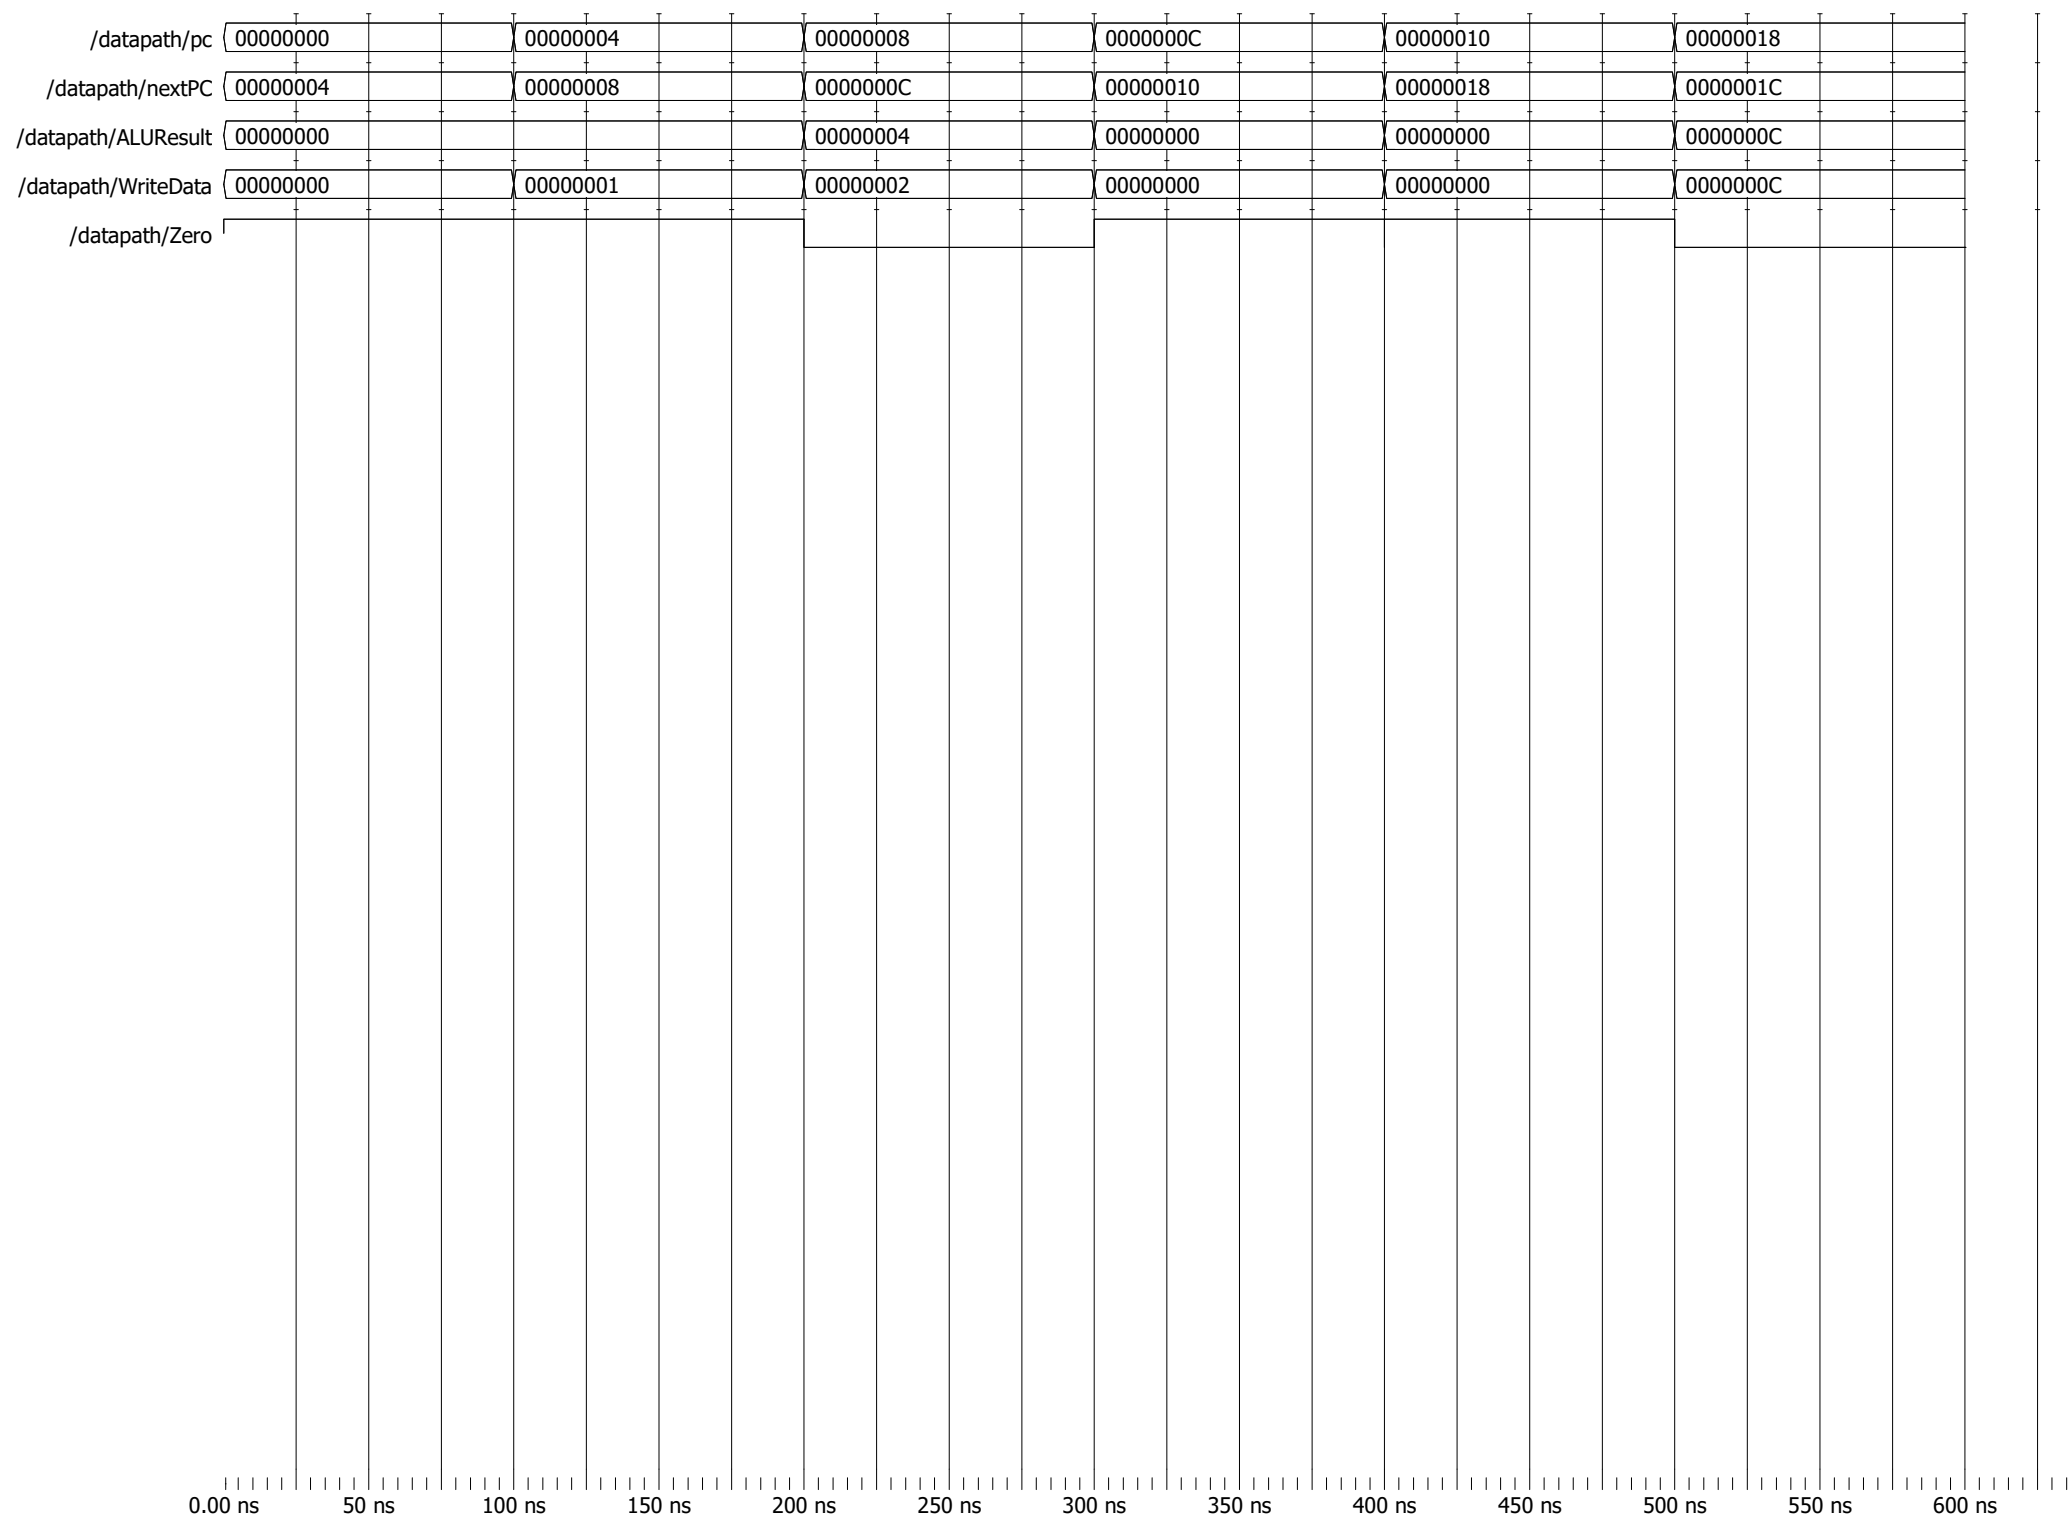 /datapath/pc 00000000 00000004 00000008 0000000C 00000010 00000018
/datapath/nextPC 00000004 00000008 0000000C 00000010 00000018 0000001C
/datapath/ALUResult 00000000 00000004 00000000 00000000 0000000C
/datapath/WriteData 00000000 00000001 00000002 00000000 00000000 0000000C
/datapath/Zero
0.00 ns 50 ns 100 ns 150 ns 200 ns 250 ns 300 ns 350 ns 400 ns 450 ns 500 ns 550 ns 600 ns